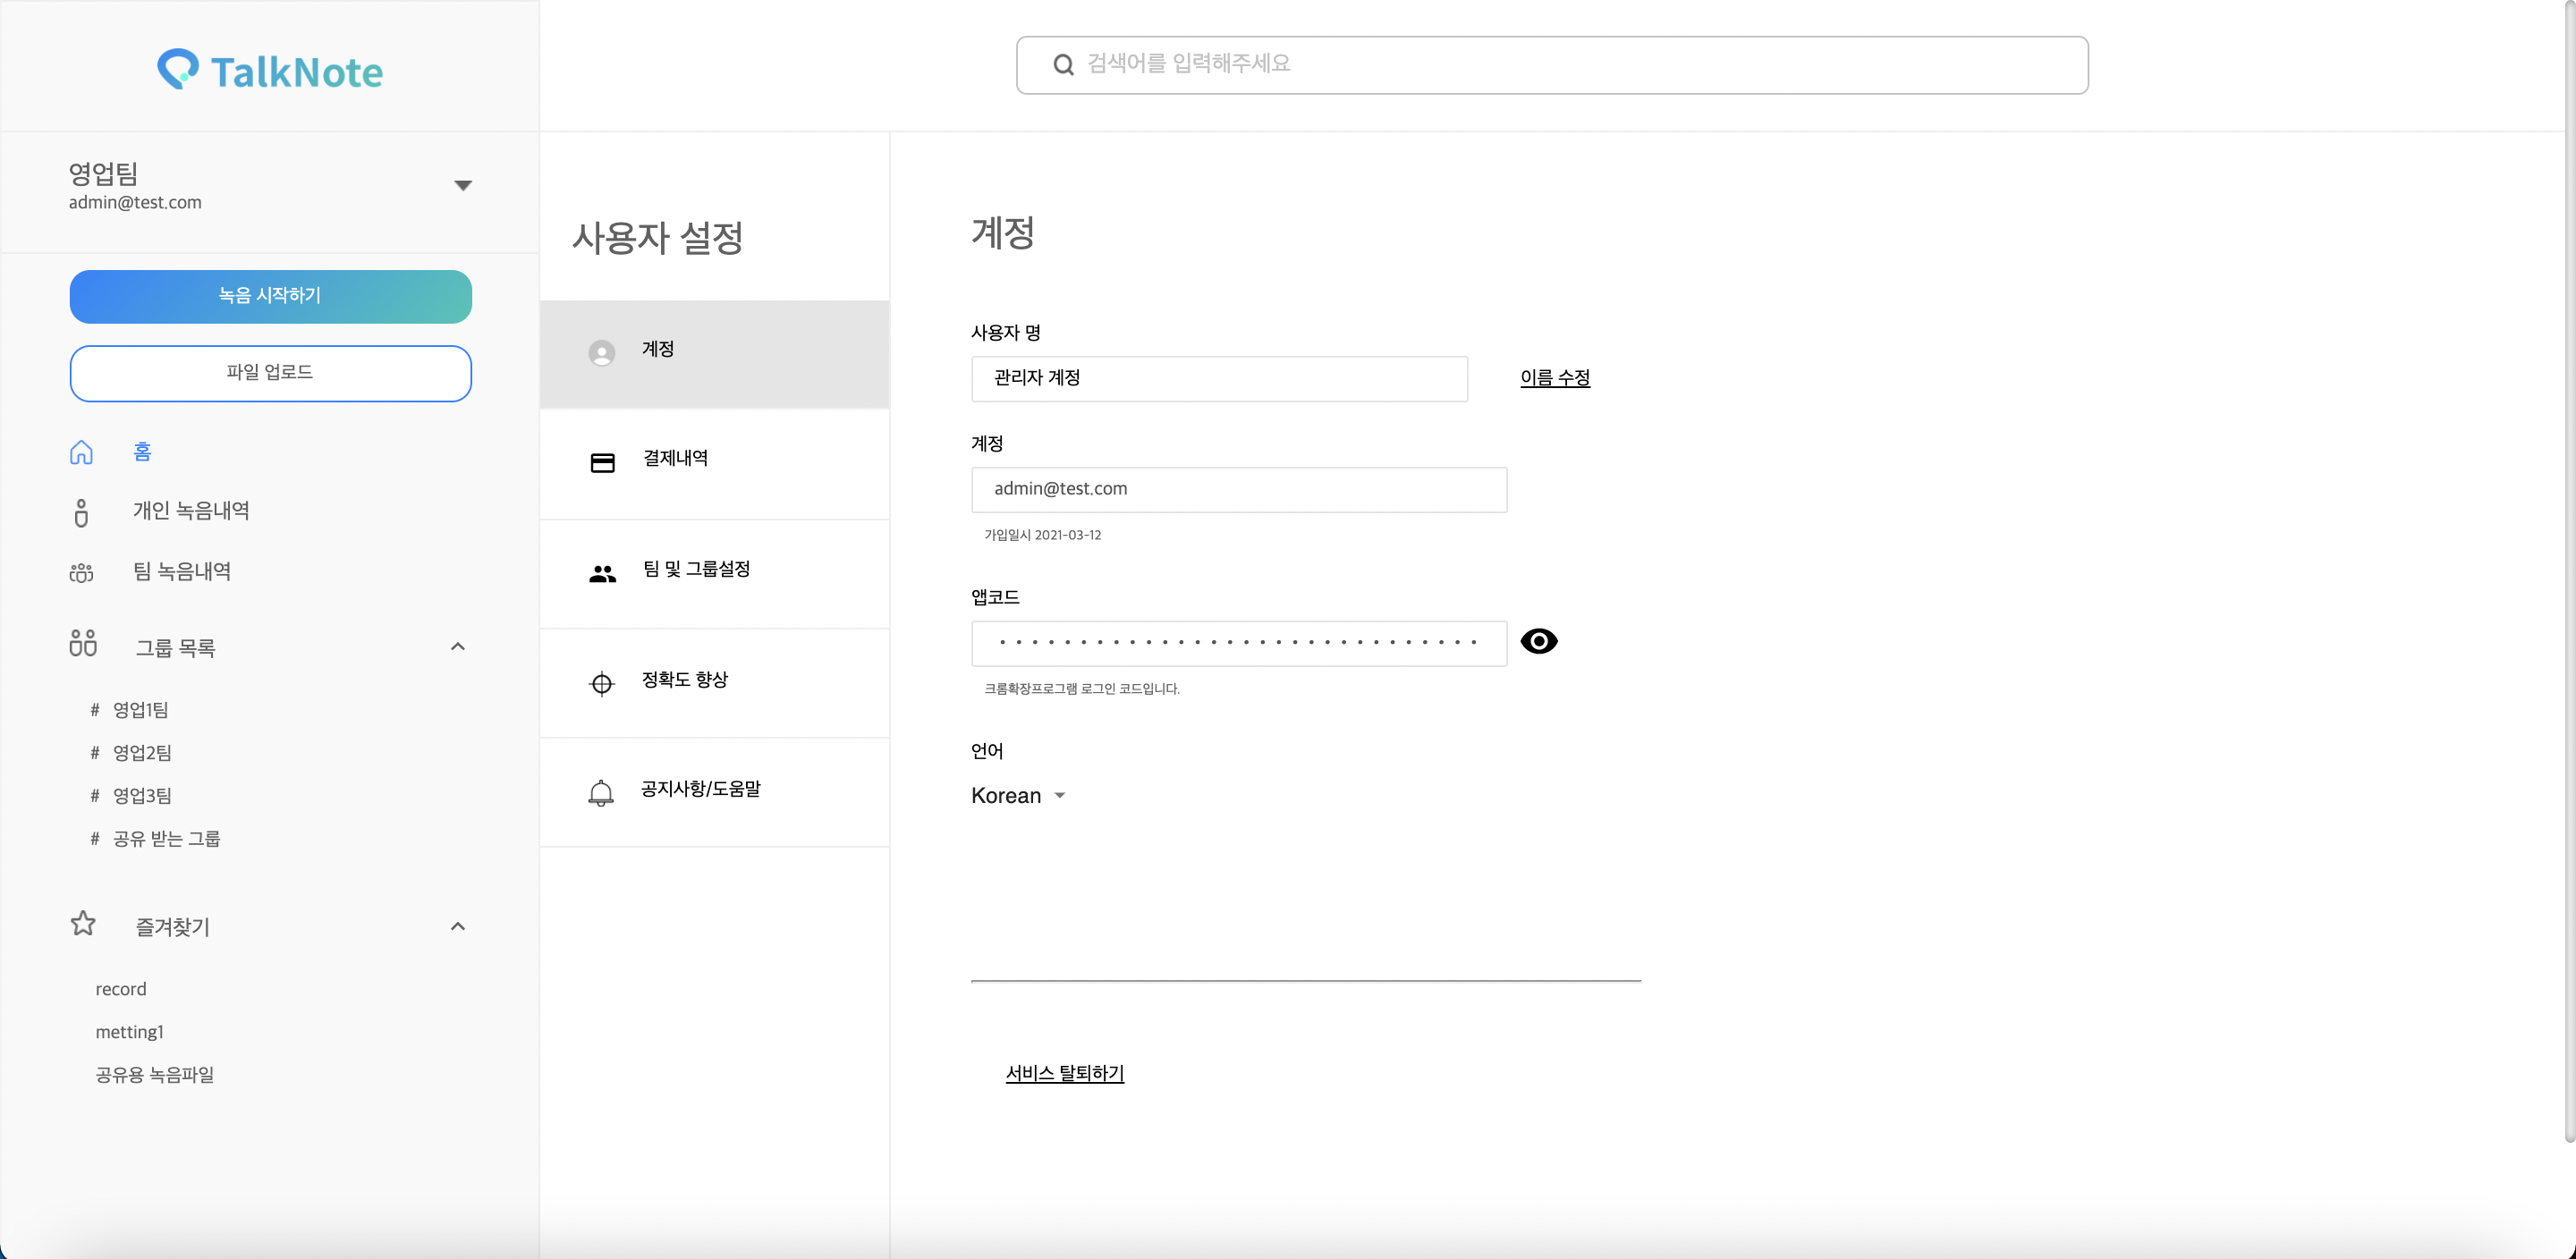 TalkNote
검색어를 입력해주세요
영업팀
admin@test.com
녹음 시작하기
파일 업로드
홈
개인 녹음내역
팀 녹음내역
그룹 목록
# 영업1팀
# 영업2팀
# 영업3팀
# 공유 받는 그룹
즐겨찾기
record
metting1
공유용 녹음파일
사용자 설정
계정
결제내역
팀 및 그룹설정
정확도 향상
공지사항/도움말
계정
사용자 명
관리자 계정
이름 수정
계정
admin@test.com
가입일시 2021-03-12
앱코드
크롬확장프로그램 로그인 코드입니다.
언어
Korean
서비스 탈퇴하기